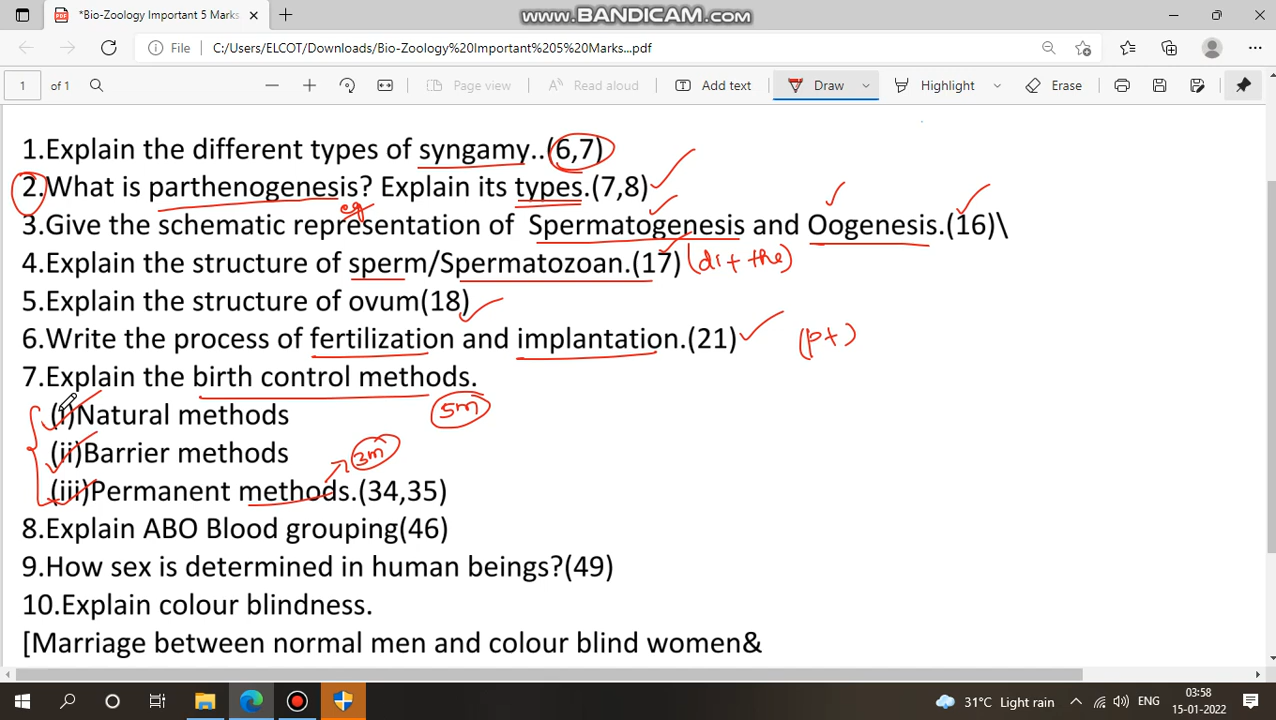 www.BANDICAM.com
*Bio-Zoology Important 5 Marks
File C:/Users/ELCOT/Downloads/Bio-Zoology%20Important%205%20Marks...pdf
1 of 1 Page view Read aloud Add text Draw Highlight Erase
1.Explain the different types of syngamy..(6,7)
2.What is parthenogenesis? Explain its types.(7,8)
eg
3.Give the schematic representation of Spermatogenesis and Oogenesis.(16)\
4.Explain the structure of sperm/Spermatozoan.(17) (di + the)
5.Explain the structure of ovum(18)
6.Write the process of fertilization and implantation.(21) (pt)
7.Explain the birth control methods.
(i)Natural methods 5m
(ii)Barrier methods 3m
(iii)Permanent methods.(34,35)
8.Explain ABO Blood grouping(46)
9.How sex is determined in human beings?(49)
10.Explain colour blindness.
[Marriage between normal men and colour blind women&
31°C Light rain ENG 03:58
15-01-2022